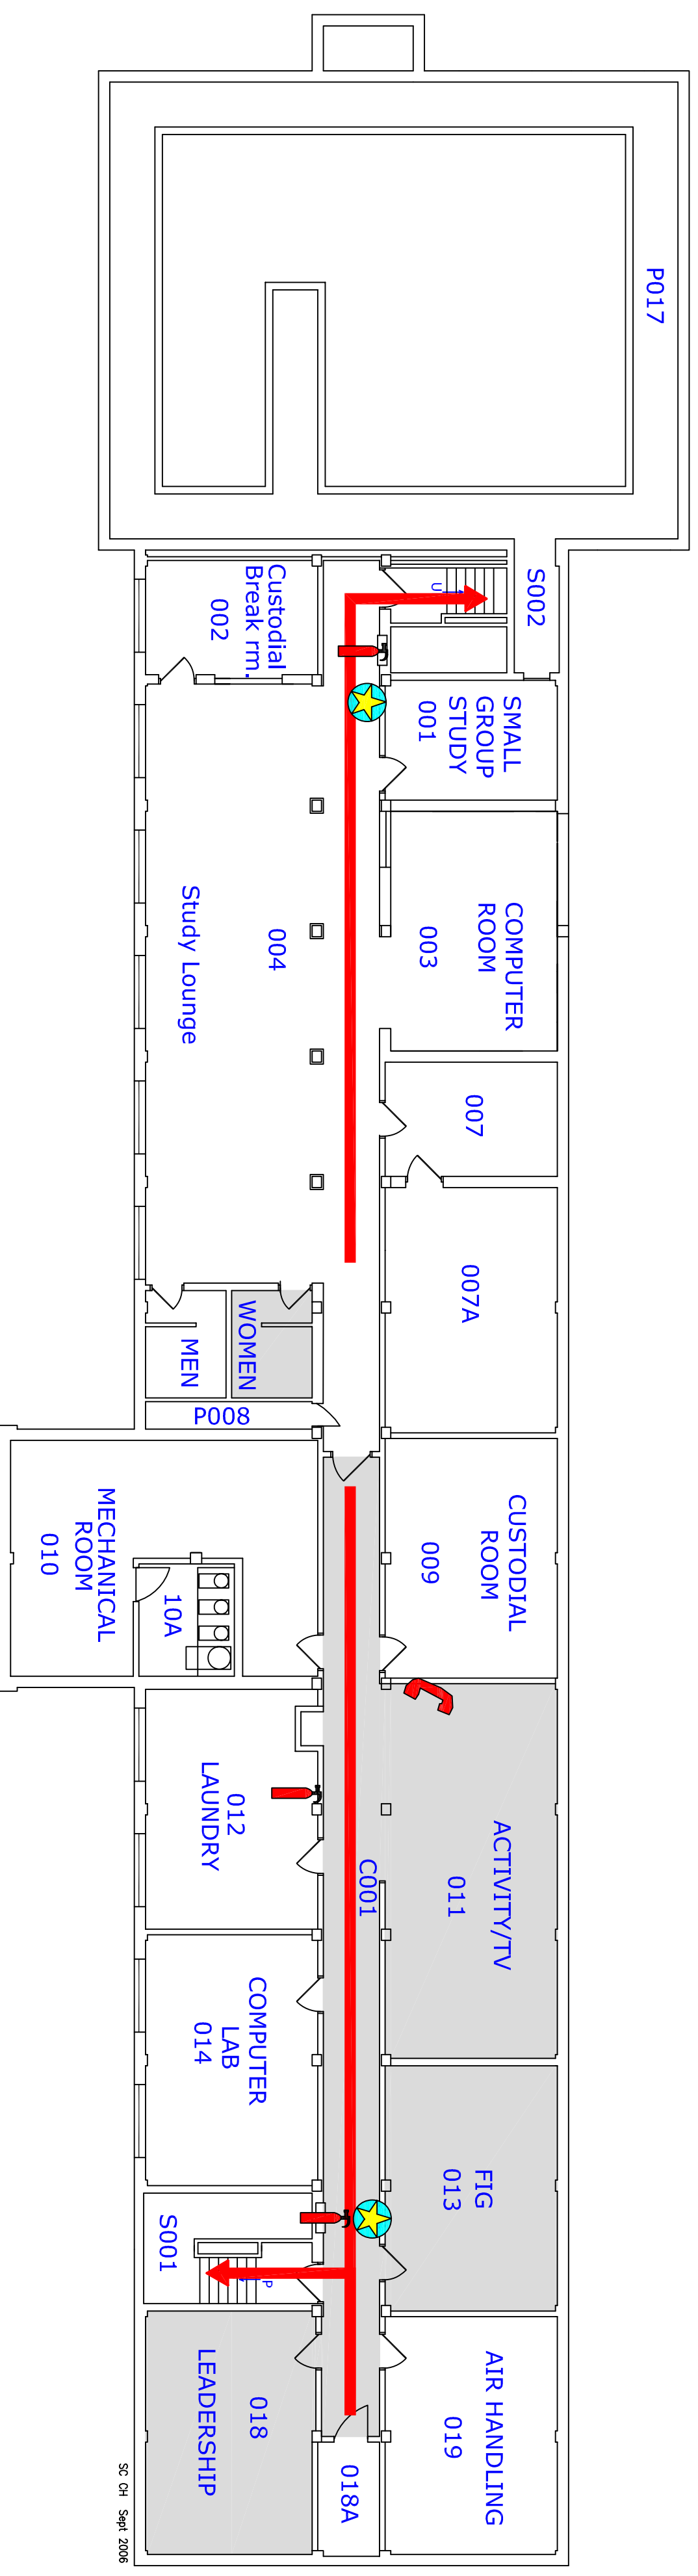 P017
S002
U
Custodial
Break rm.
002
SMALL
GROUP
STUDY
001
COMPUTER
ROOM
003
004
Study Lounge
007
007A
WOMEN
MEN
P008
CUSTODIAL
ROOM
009
MECHANICAL
ROOM
010
10A
ACTIVITY/TV
011
012
LAUNDRY
C001
COMPUTER
LAB
014
FIG
013
S001
P
AIR HANDLING
019
018
LEADERSHIP
018A
SC CH Sept 2006